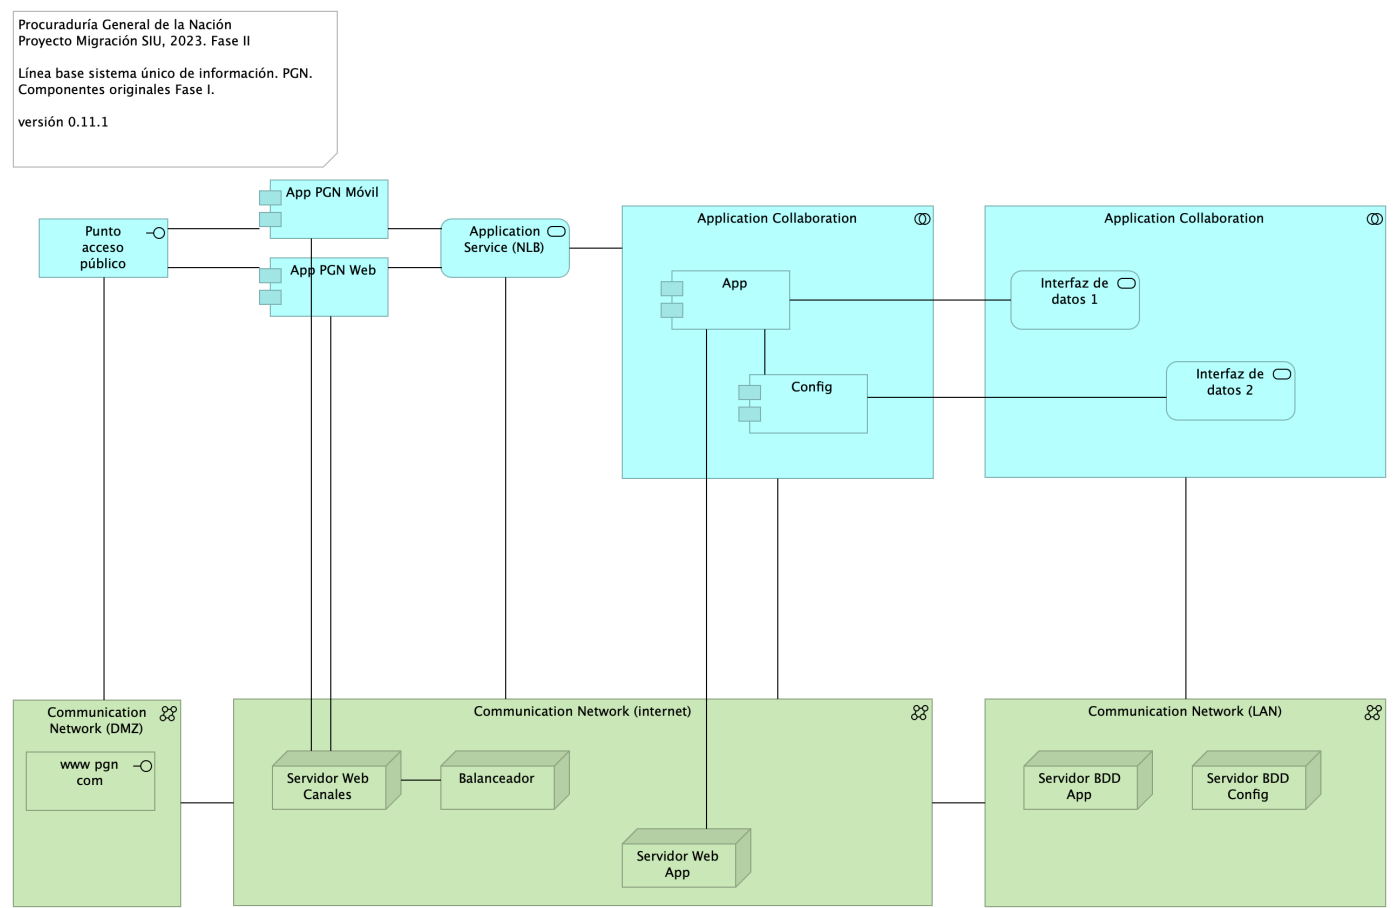 Procuraduría General de la Nación
Proyecto Migración SIU, 2023. Fase II
Línea base sistema único de información. PGN.
Componentes originales Fase I.
versión 0.11.1
Punto
acceso
público
App PGN Móvil
App PGN Web
Application
Service (NLB)
Application Collaboration
App
Config
Application Collaboration
Interfaz de
datos 1
Interfaz de
datos 2
Communication
Network (DMZ)
www pgn
com
Communication Network (internet)
Servidor Web
Canales
Balanceador
Servidor Web
App
Communication Network (LAN)
Servidor BDD
App
Servidor BDD
Config